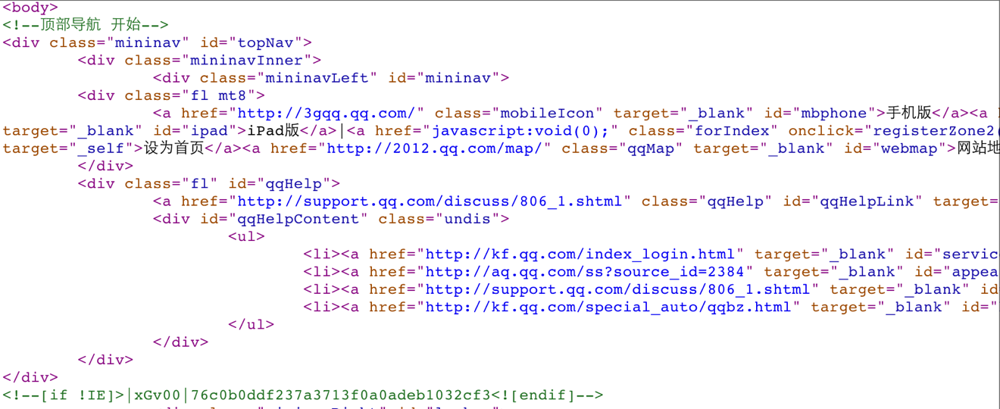 <body>
<!--顶部导航 开始-->
<div class="mininav" id="topNav">
<div class="mininavInner">
<div class="mininavLeft" id="mininav">
<div class="fl mt8">
<a href="http://3gqq.qq.com/" class="mobileIcon" target="_blank" id="mbphone">手机版</a><a
target="_blank" id="ipad">iPad版</a>|<a href="javascript:void(0);" class="forIndex" onclick="registerZone2(
target="_self">设为首页</a><a href="http://2012.qq.com/map/" class="qqMap" target="_blank" id="webmap">网站地
</div>
<div class="fl" id="qqHelp">
<a href="http://support.qq.com/discuss/806_1.shtml" class="qqHelp" id="qqHelpLink" target=
<div id="qqHelpContent" class="undis">
<ul>
<li><a href="http://kf.qq.com/index_login.html" target="_blank" id="servic
<li><a href="http://aq.qq.com/ss?source_id=2384" target="_blank" id="appea
<li><a href="http://support.qq.com/discuss/806_1.shtml" target="_blank" id
<li><a href="http://kf.qq.com/special_auto/qqbz.html" target="_blank" id="
</ul>
</div>
</div>
</div>
<!--[if !IE]>|xGv00|76c0b0ddf237a3713f0a0adeb1032cf3<![endif]-->